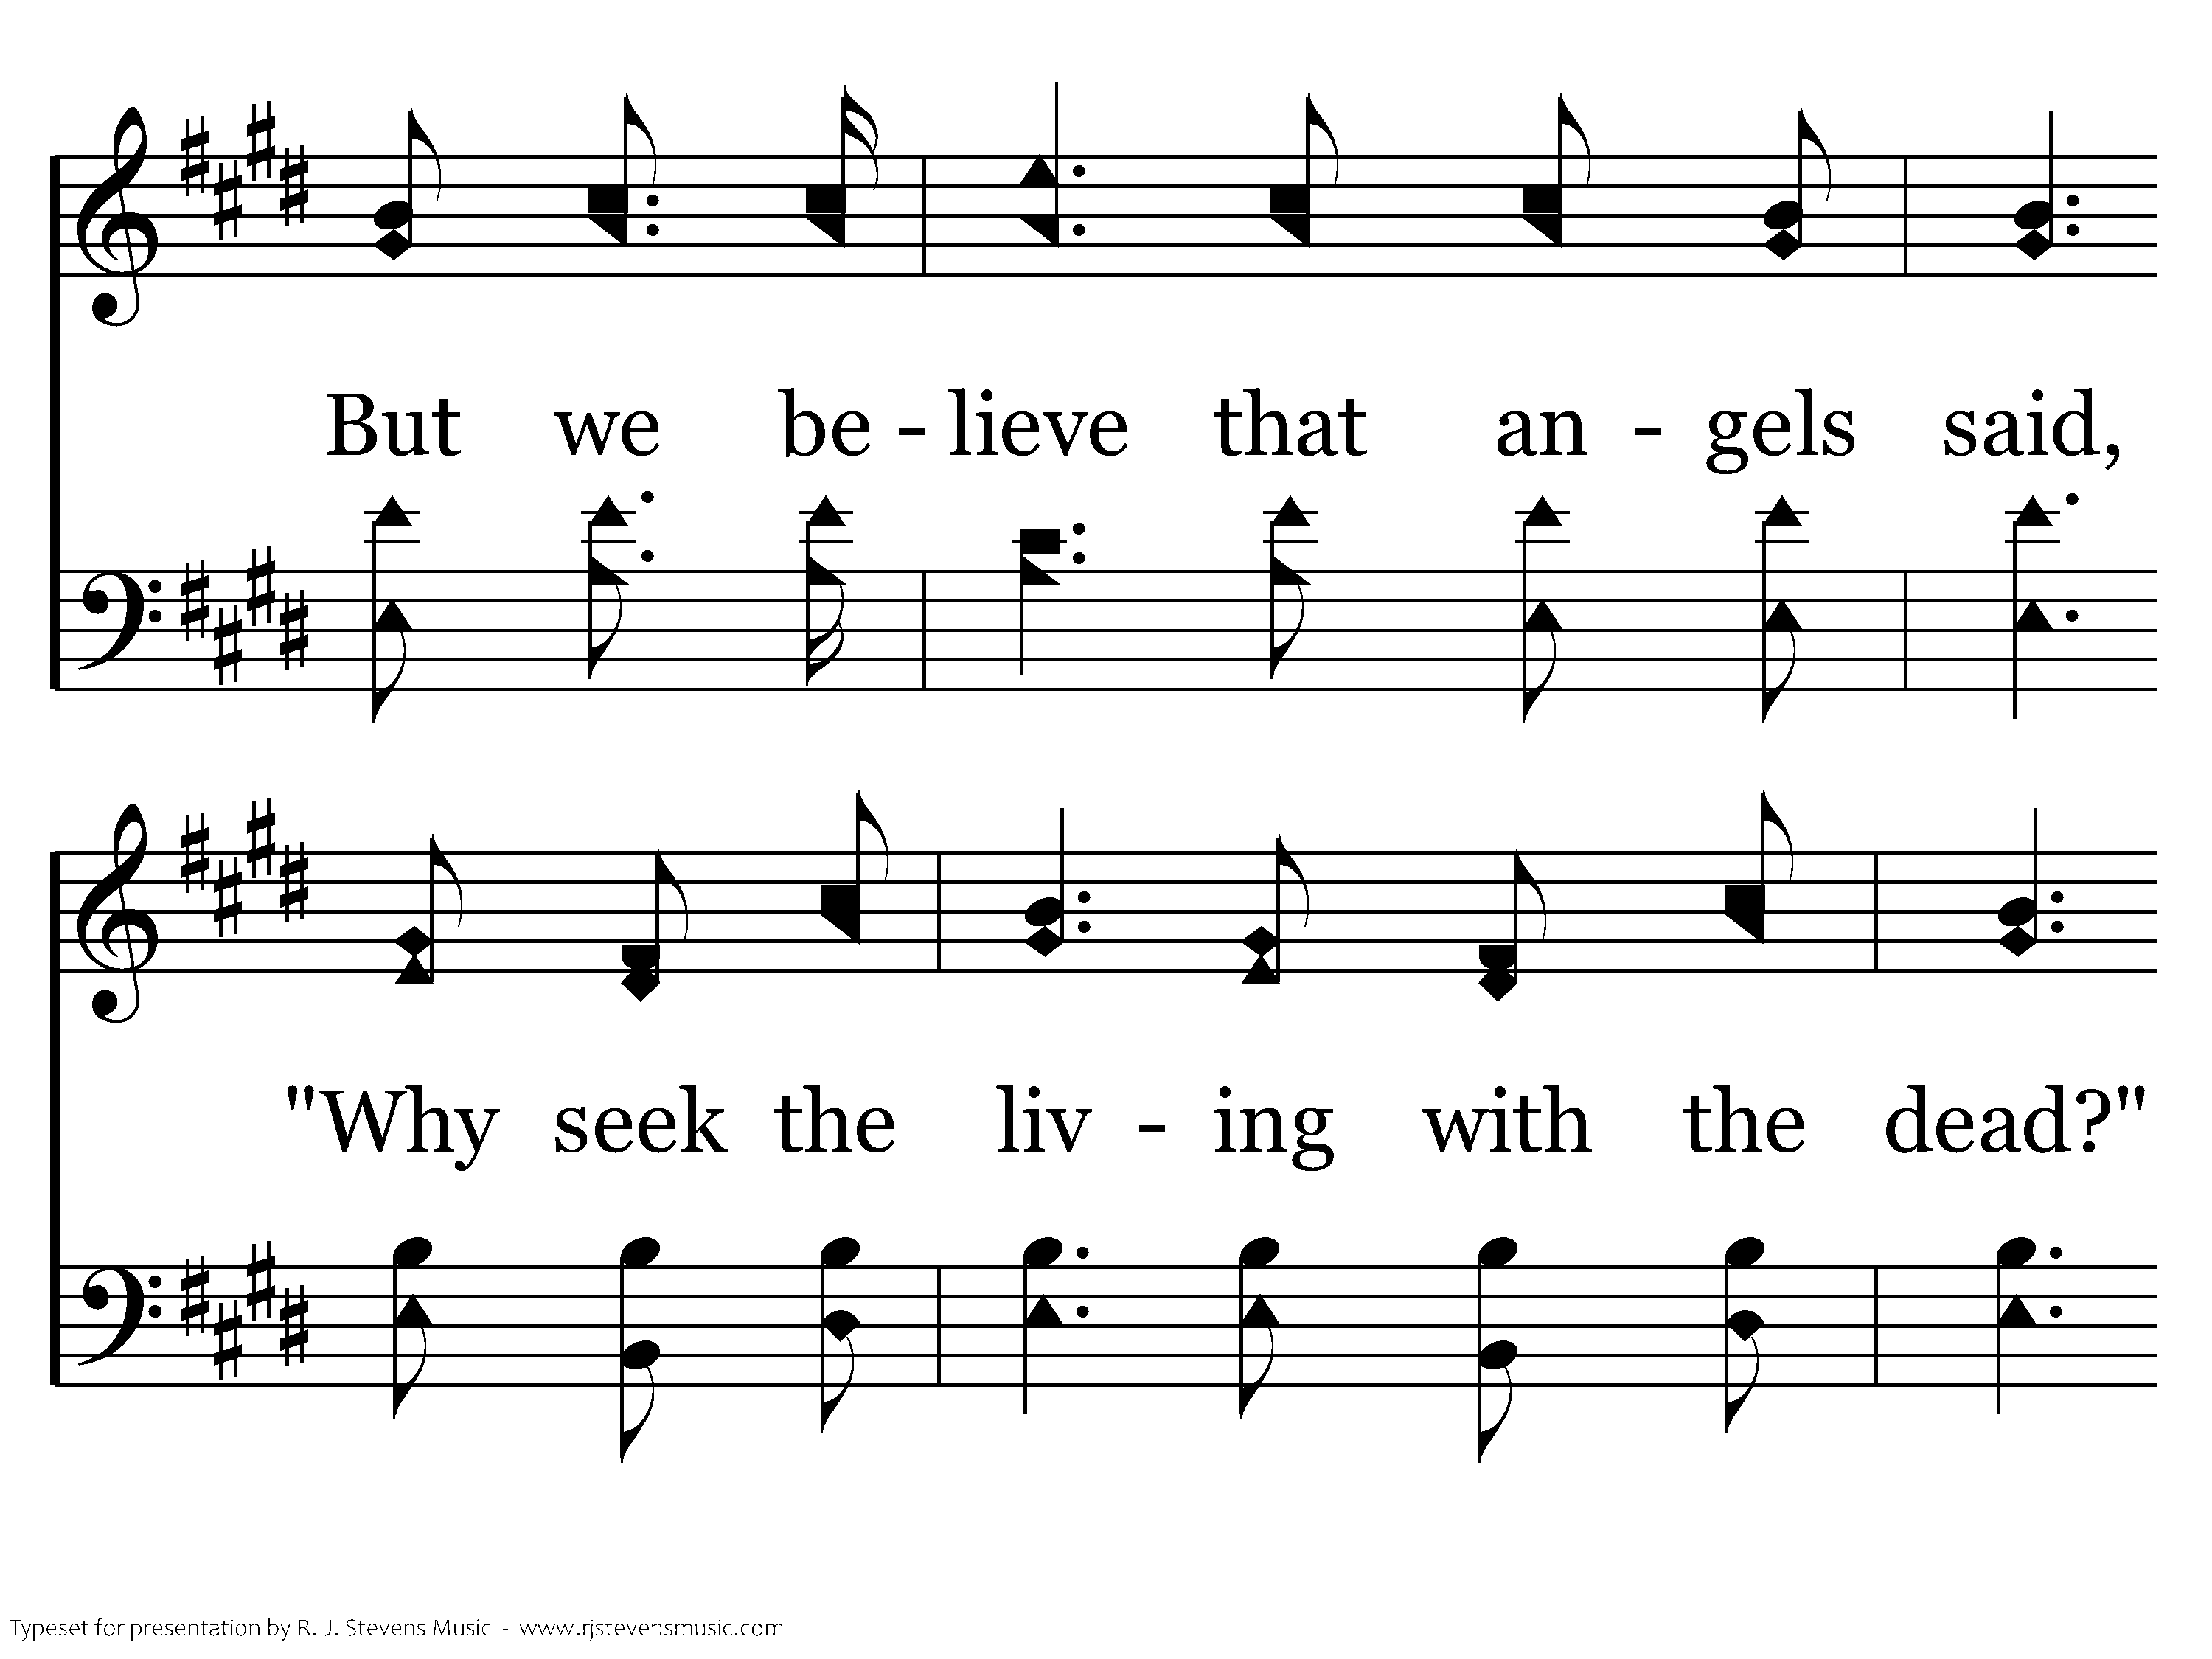 But we be - lieve that an - gels said,
"Why seek the liv - ing with the dead?"
Typeset for presentation by R. J. Stevens Music - www.rjstevensmusic.com